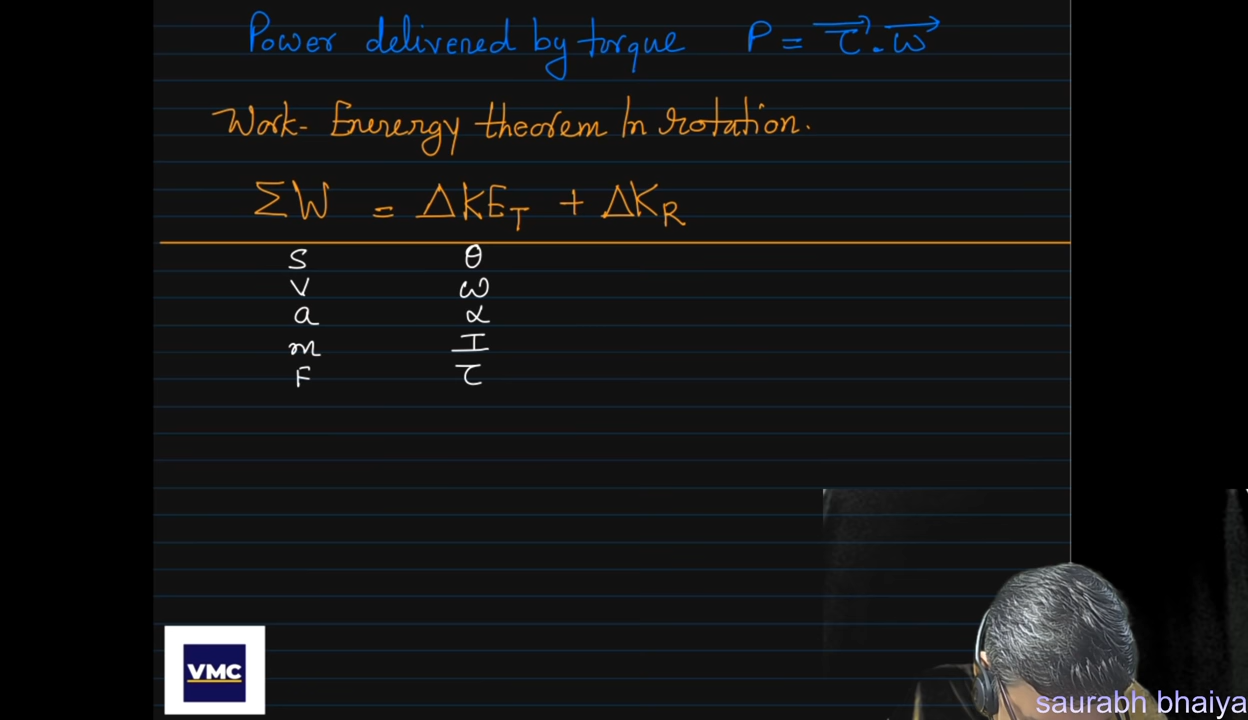 Power delivered by torque P = τ⃗ . ω⃗
Work- Enerergy theorem In rotation.
ΣW = ΔKE_T + ΔK_R
S θ
V ω
a α
m I
F τ
VMC
saurabh bhaiya